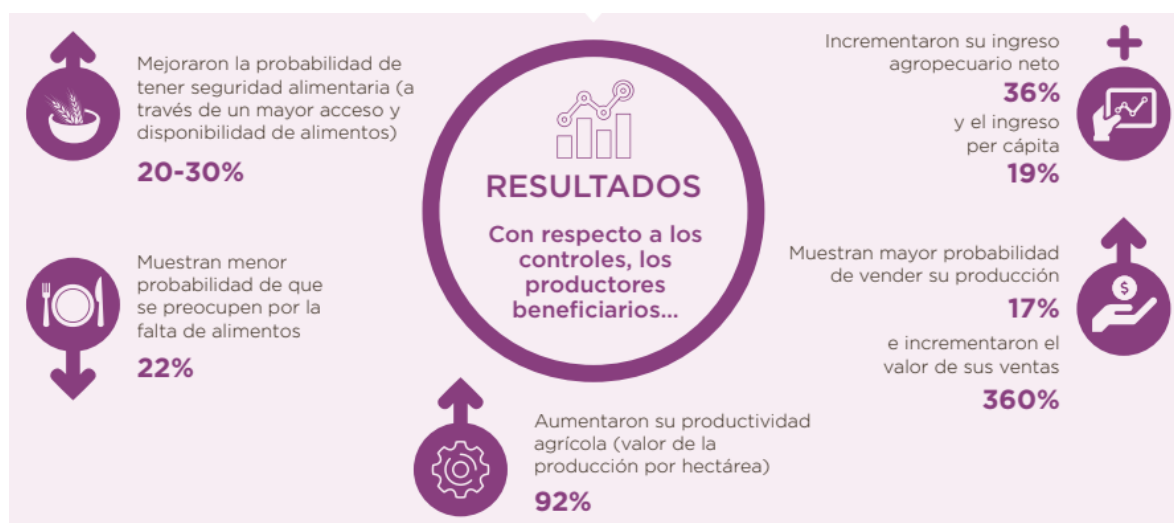 Mejoraron la probabilidad de
tener seguridad alimentaria (a
través de un mayor acceso y
disponibilidad de alimentos)
20-30%
Muestran menor
probabilidad de que
se preocupen por la
falta de alimentos
22%
RESULTADOS
Con respecto a los
controles, los
productores
beneficiarios...
Aumentaron su productividad
agrícola (valor de la
producción por hectárea)
92%
Incrementaron su ingreso
agropecuario neto
36%
y el ingreso
per cápita
19%
Muestran mayor probabilidad
de vender su producción
17%
e incrementaron el
valor de sus ventas
360%
$